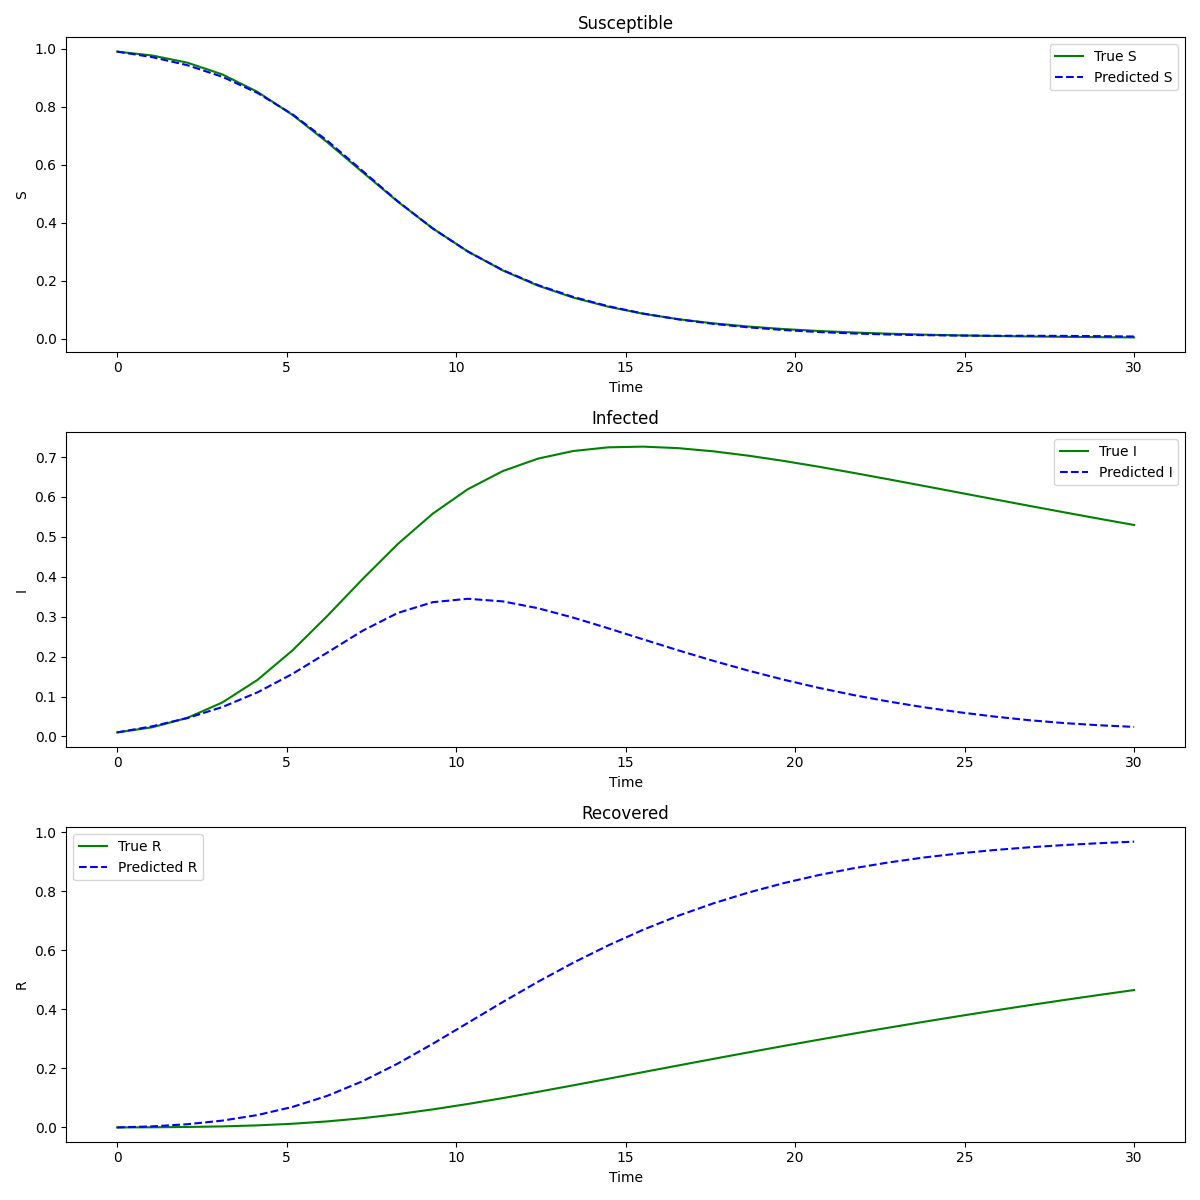 Susceptible
1.0
0.8
0.6
0.4
0.2
0.0
S
True S
Predicted S
0 5 10 15 20 25 30
Time
Infected
0.7
0.6
0.5
0.4
0.3
0.2
0.1
0.0
I
True I
Predicted I
0 5 10 15 20 25 30
Time
Recovered
1.0
0.8
0.6
0.4
0.2
0.0
R
True R
Predicted R
0 5 10 15 20 25 30
Time